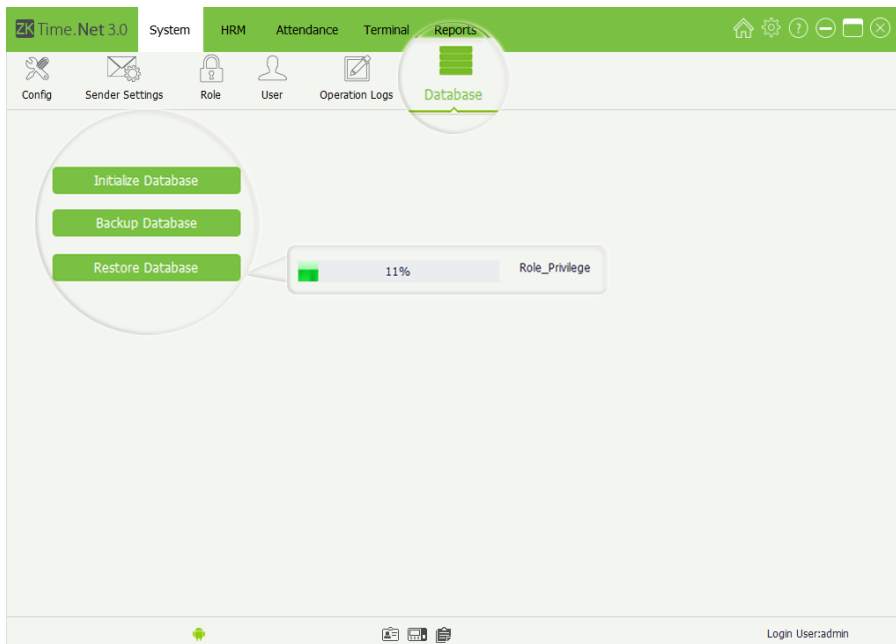 ZK Time.Net 3.0 System HRM Attendance Terminal Reports
Config Sender Settings Role User Operation Logs Database
Initialize Database
Backup Database
Restore Database
11% Role_Privilege
Login User:admin